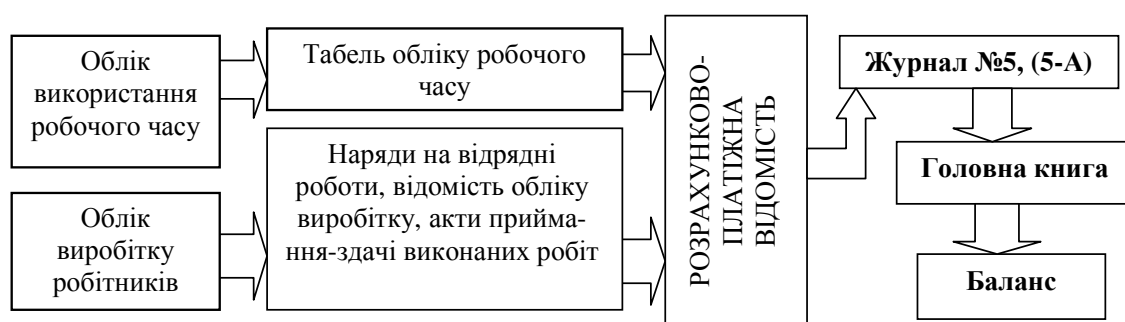 Облік
використання
робочого часу
Табель обліку робочого
часу
Облік
виробітку
робітників
Наряди на відрядні
роботи, відомість обліку
виробітку, акти прийма-
ння-здачі виконаних робіт
РОЗРАХУНКОВО-
ПЛАТІЖНА
ВІДОМІСТЬ
Журнал №5, (5-А)
Головна книга
Баланс